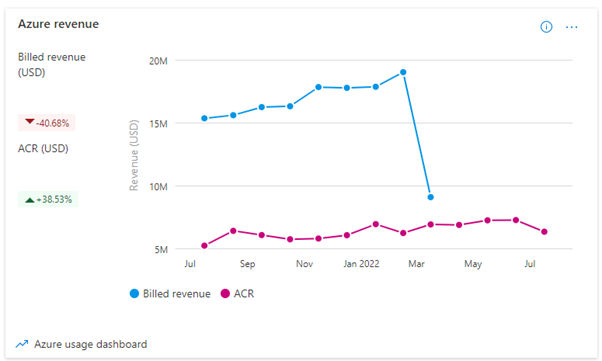 Azure revenue
Billed revenue
(USD)
-40.68%
ACR (USD)
+38.53%
Revenue (USD)
20M
15M
10M
5M
Jul
Sep
Nov
Jan 2022
Mar
May
Jul
Billed revenue
ACR
Azure usage dashboard